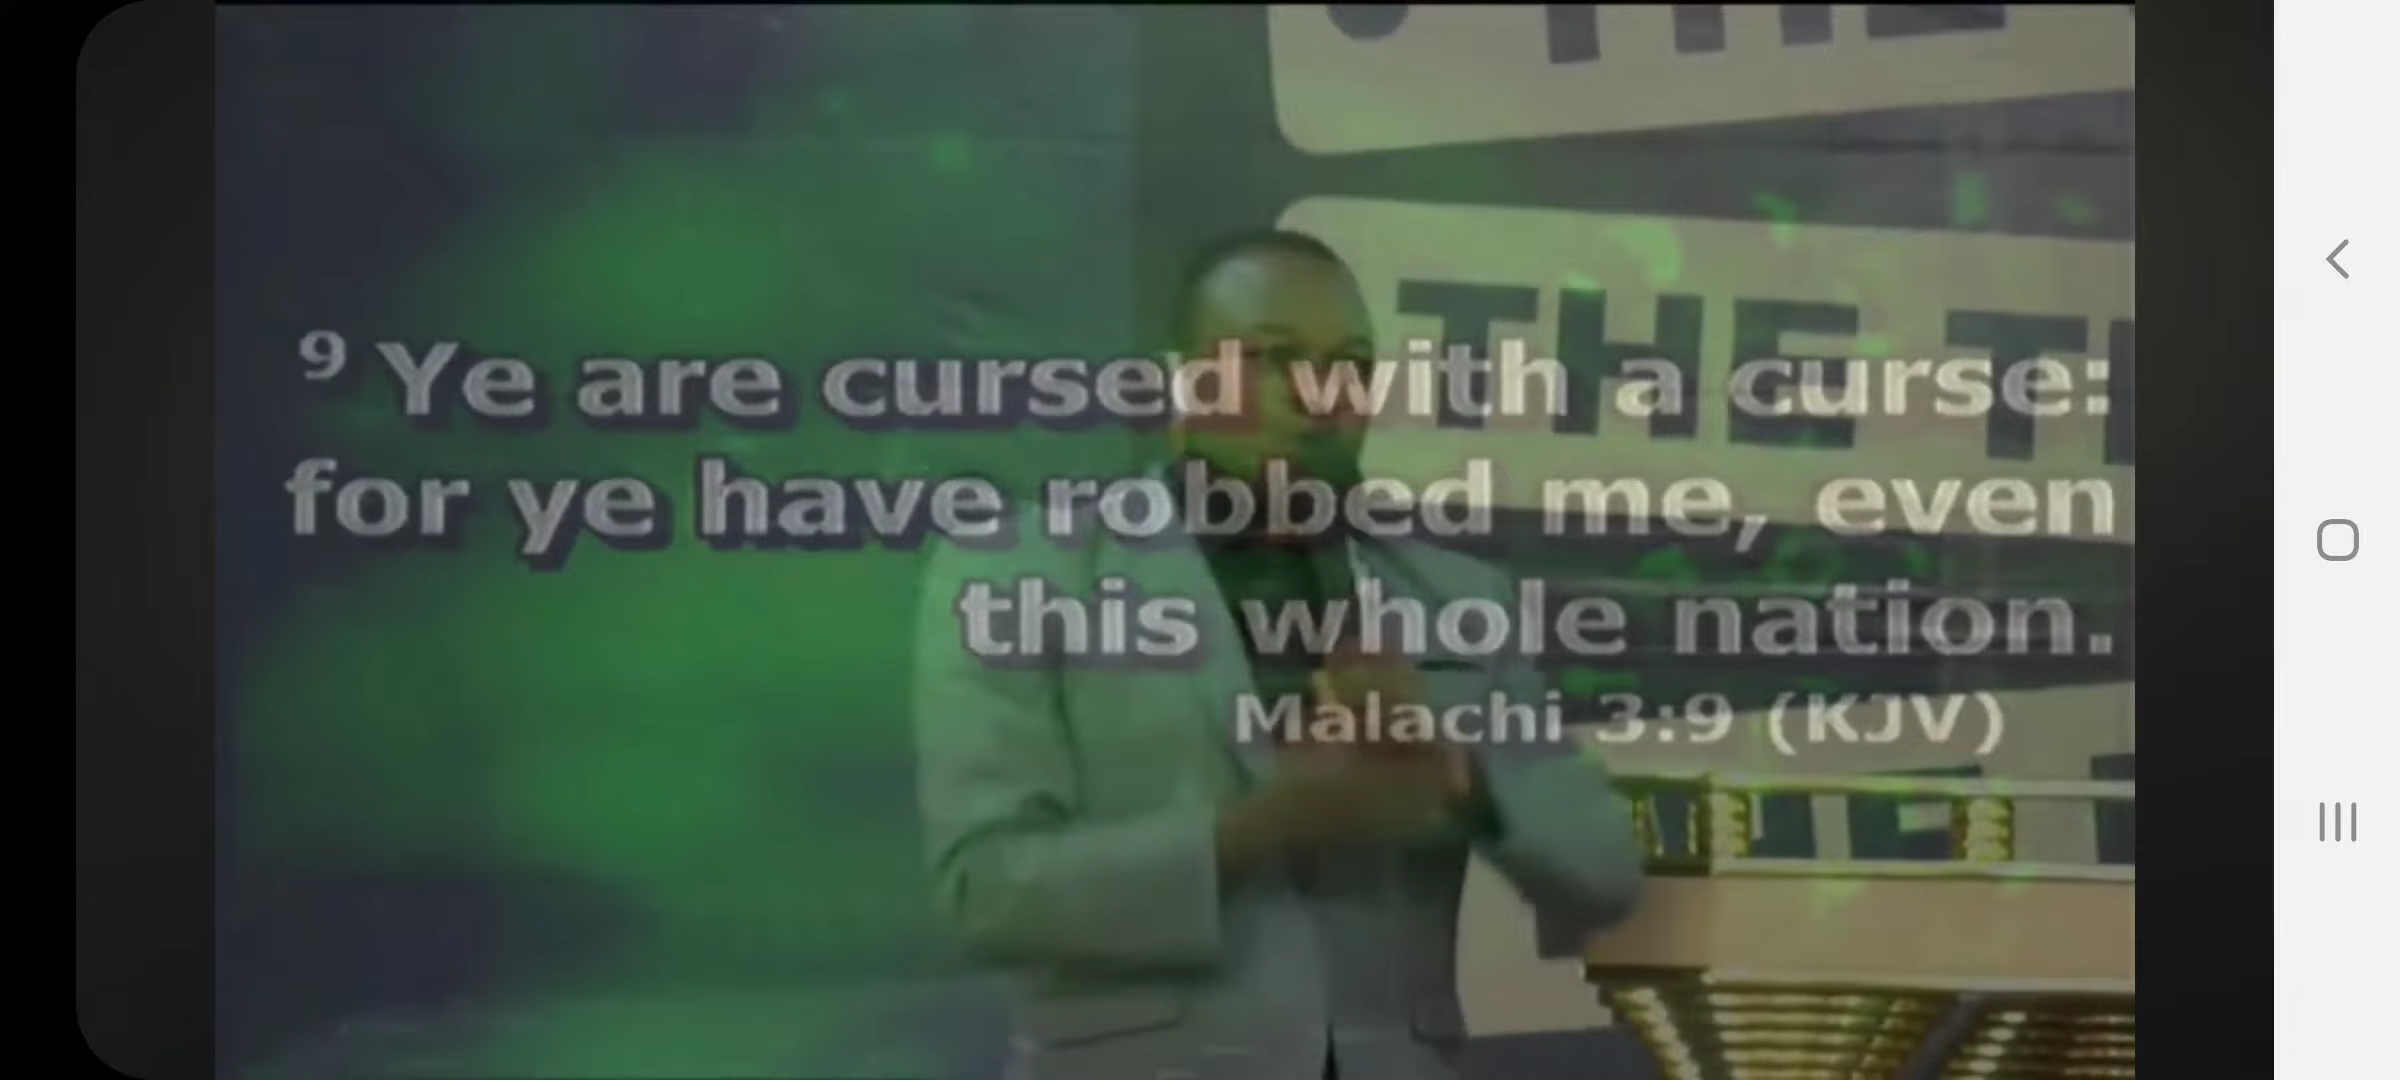 THE
THE T
⁹ Ye are cursed with a curse:
for ye have robbed me, even
this whole nation.
Malachi 3:9 (KJV)